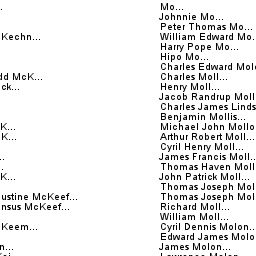 Mo...
Johnnie Mo...
Peter Thomas Mo...
Kechn... William Edward Mo...
Harry Pope Mo...
Hipo Mo...
Charles Edward Mol
dd McK... Charles Moll...
ck... Henry Moll...
Jacob Randrup Moll
Charles James Linds
Benjamin Mollis...
K... Michael John Mollo
K... Arthur Robert Moll...
Cyril Henry Moll...
James Francis Moll...
Thomas Haven Moll
K... John Patrick Moll...
Thomas Joseph Mol
ustine McKeef... Thomas Joseph Mol
nsus McKeef... Richard Moll...
William Moll...
Keem... Cyril Dennis Molon...
Edward James Molo
n... James Molon...